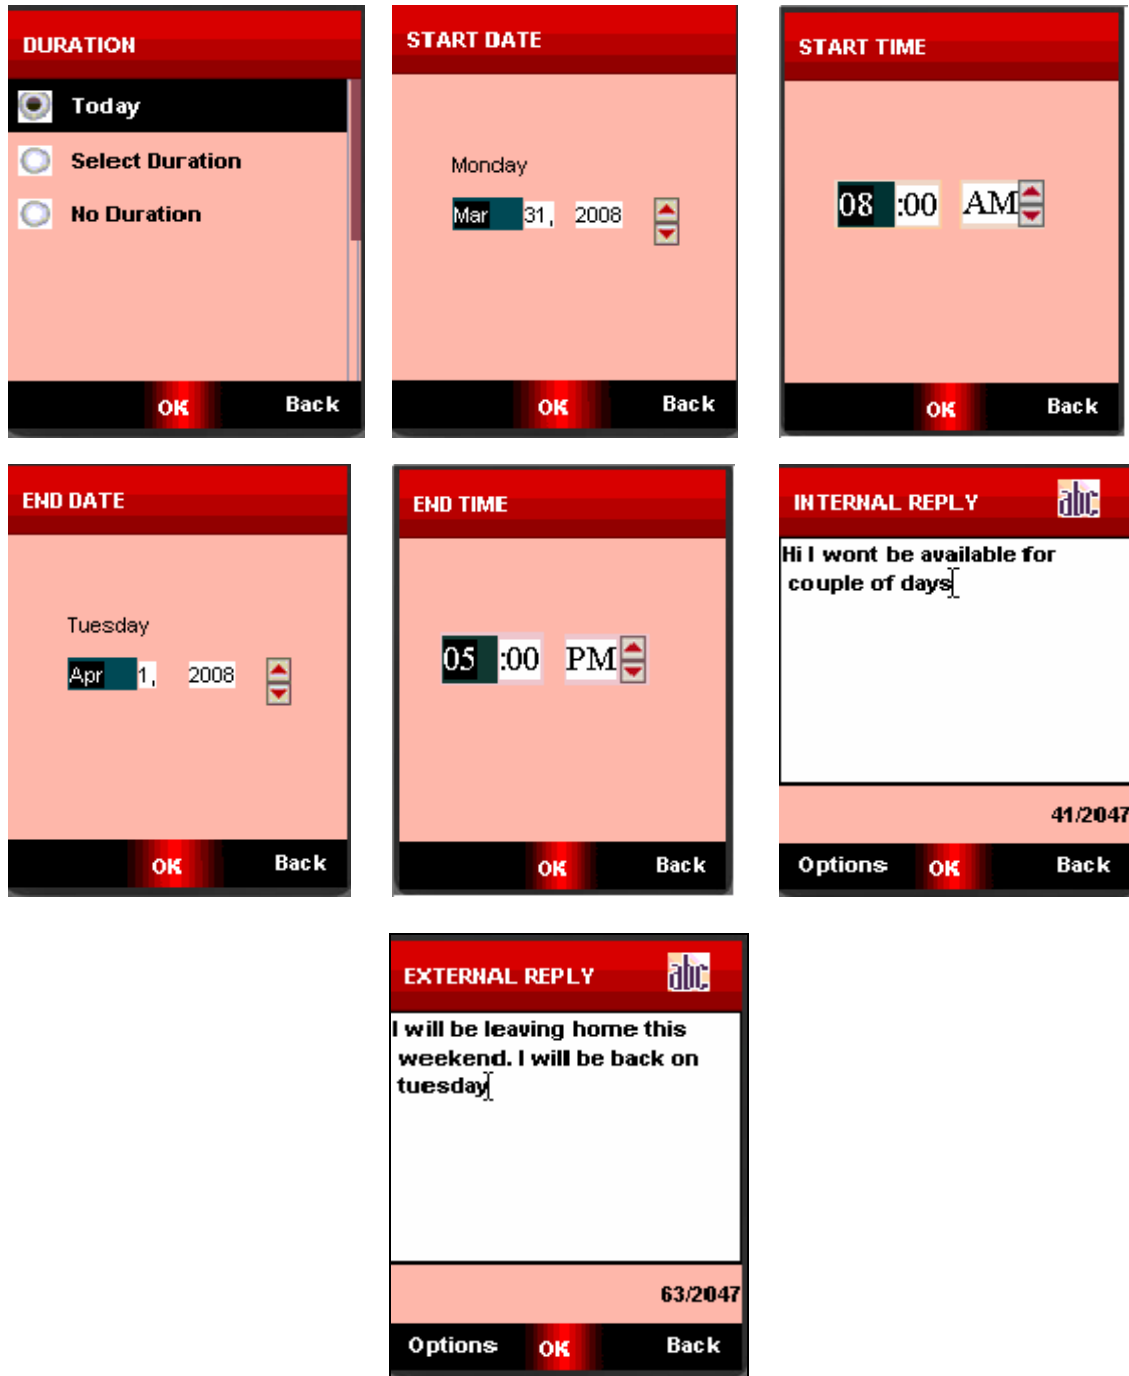 DURATION
Today
Select Duration
No Duration
OK Back
START DATE
Monday
Mar 31, 2008
OK Back
START TIME
08 :00 AM
OK Back
END DATE
Tuesday
Apr 1, 2008
OK Back
END TIME
05 :00 PM
OK Back
INTERNAL REPLY abc
Hi I wont be available for
couple of days
41/2047
Options OK Back
EXTERNAL REPLY abc
I will be leaving home this
weekend. I will be back on
tuesday
63/2047
Options OK Back